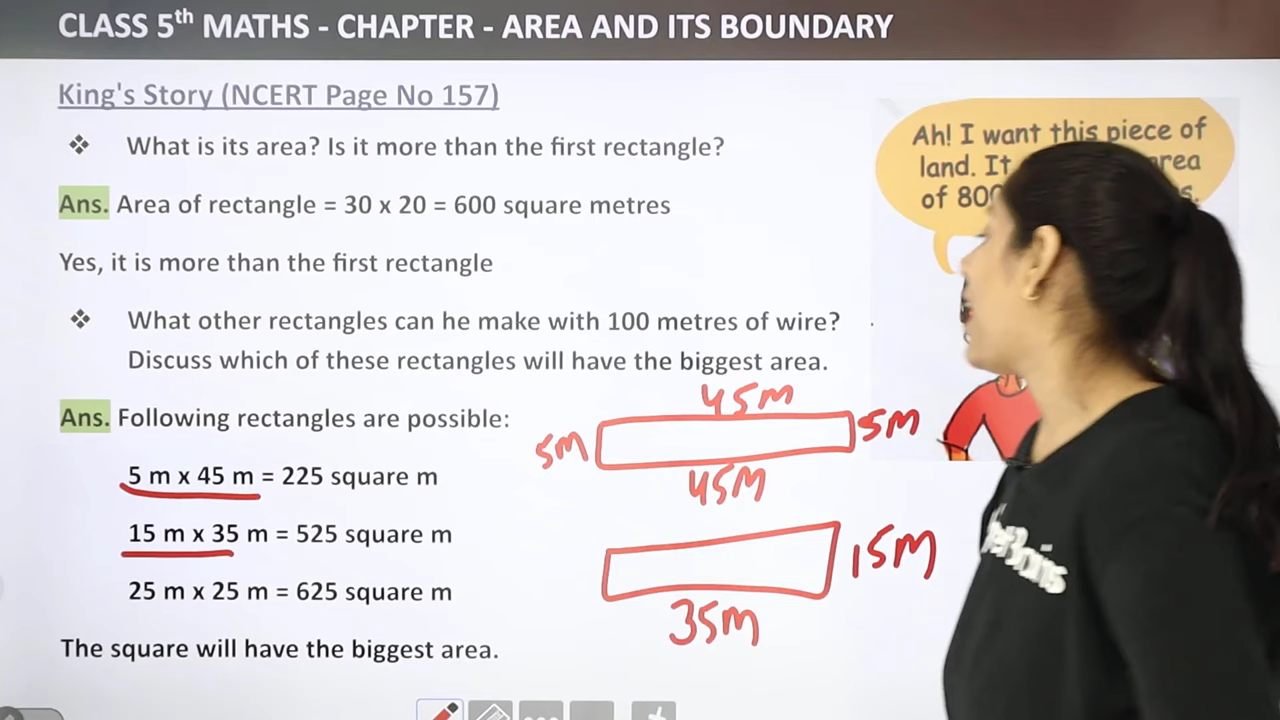 CLASS 5th MATHS - CHAPTER - AREA AND ITS BOUNDARY
King's Story (NCERT Page No 157)
❖ What is its area? Is it more than the first rectangle?
Ans. Area of rectangle = 30 x 20 = 600 square metres
Yes, it is more than the first rectangle
❖ What other rectangles can he make with 100 metres of wire?
Discuss which of these rectangles will have the biggest area.
Ans. Following rectangles are possible:
5 m x 45 m = 225 square m
15 m x 35 m = 525 square m
25 m x 25 m = 625 square m
The square will have the biggest area.
45M
5M
5M
45M
15M
35M
Ah! I want this piece of
land. It
of 800